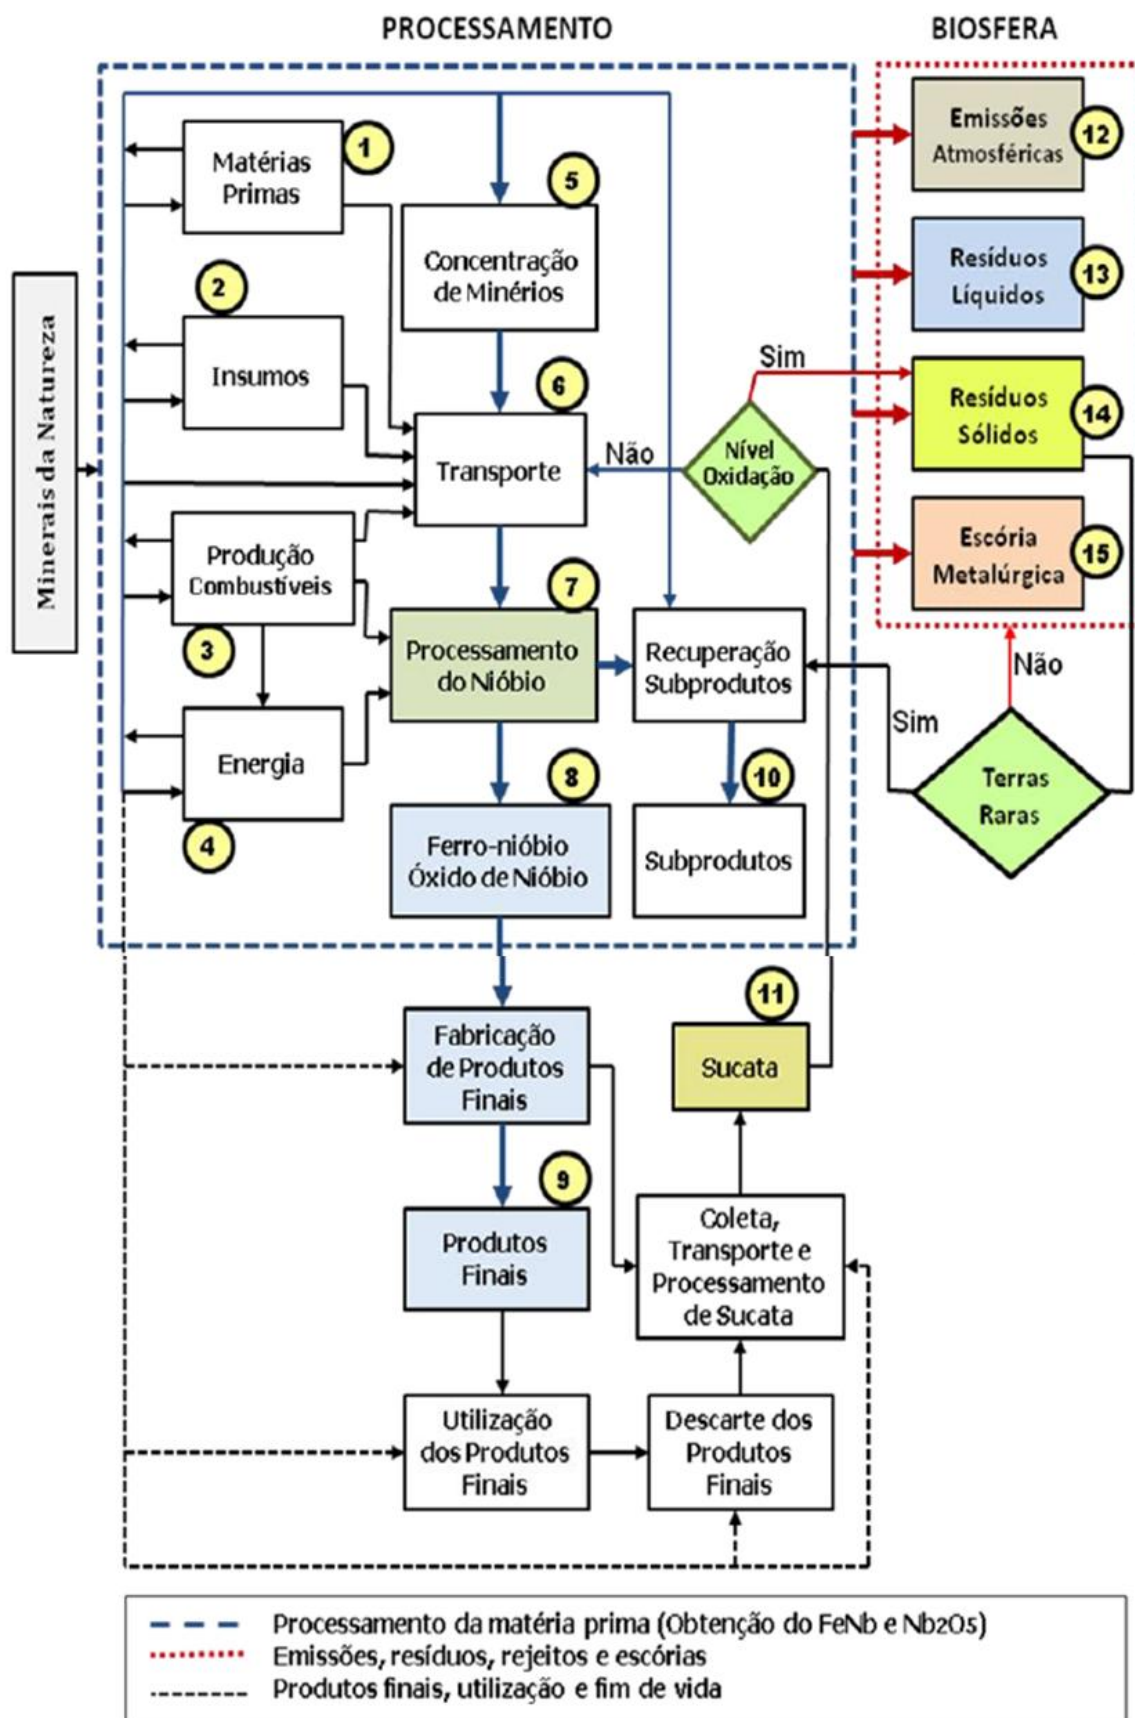 PROCESSAMENTO
BIOSFERA
Minerais da Natureza
1
Matérias
Primas
2
Insumos
Produção
Combustíveis
3
Energia
4
5
Concentração
de Minérios
6
Transporte
7
Processamento
do Nióbio
8
Ferro-nióbio
Óxido de Nióbio
Sim
Não
Nível
Oxidação
Recuperação
Subprodutos
10
Subprodutos
Emissões
Atmosféricas
12
Resíduos
Líquidos
13
Resíduos
Sólidos
14
Escória
Metalúrgica
15
Não
Sim
Terras
Raras
Fabricação
de Produtos
Finais
9
Produtos
Finais
Utilização
dos Produtos
Finais
11
Sucata
Coleta,
Transporte e
Processamento
de Sucata
Descarte dos
Produtos
Finais
Processamento da matéria prima (Obtenção do FeNb e Nb2O5)
Emissões, resíduos, rejeitos e escórias
Produtos finais, utilização e fim de vida